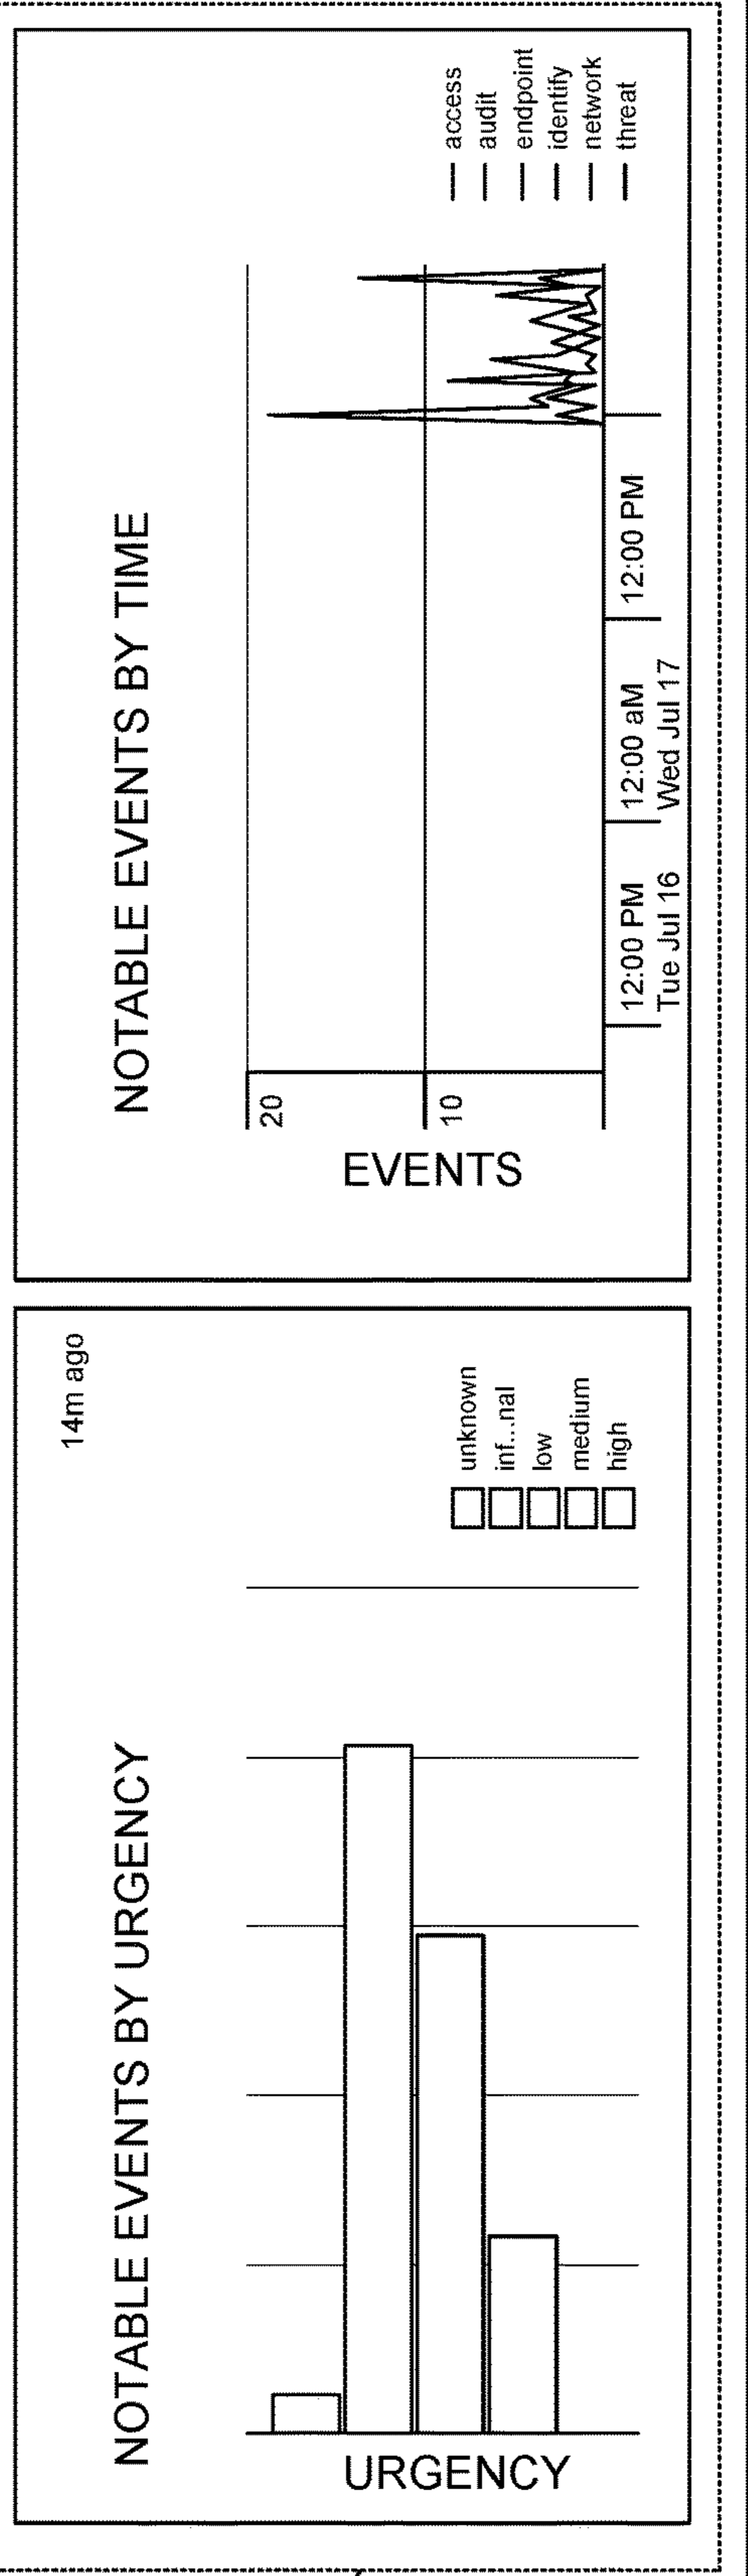 NOTABLE EVENTS BY URGENCY
14m ago
URGENCY
unknown
inf...nal
low
medium
high
NOTABLE EVENTS BY TIME
EVENTS
20
10
access
audit
endpoint
identify
network
threat
12:00 PM
Tue Jul 16
12:00 aM
Wed Jul 17
12:00 PM